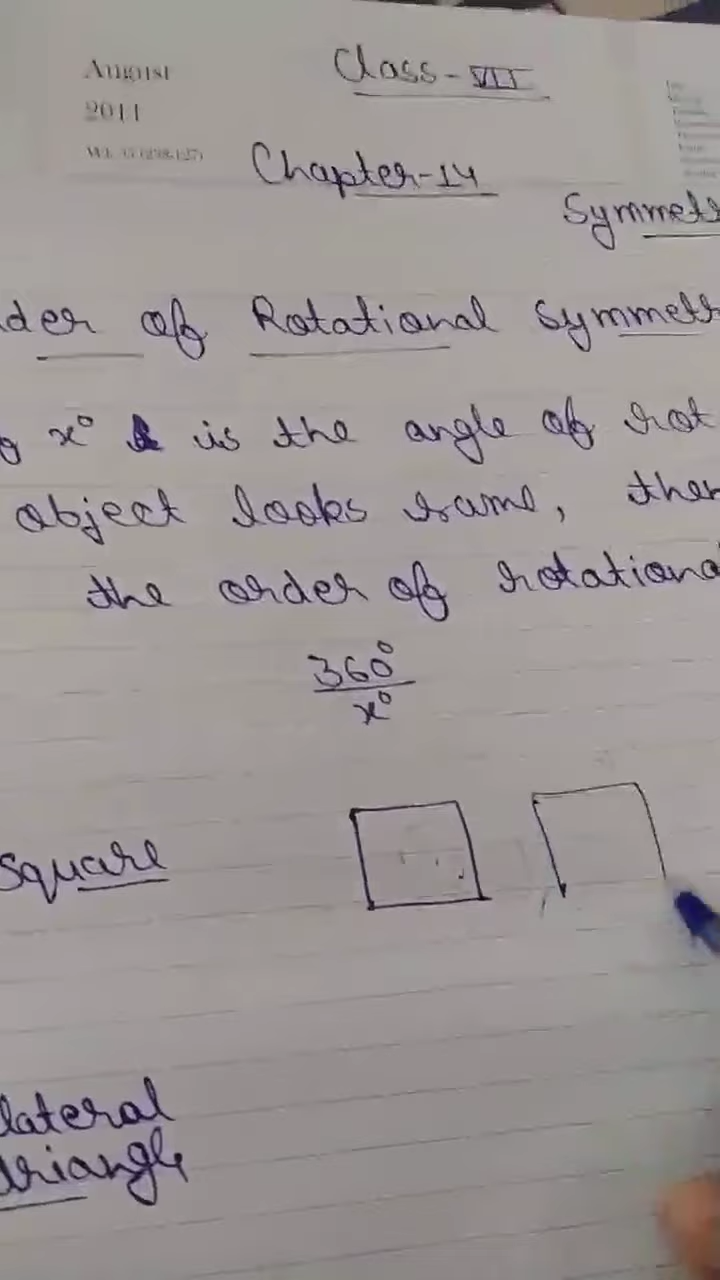 August
2011
Class-VII
Chapter-14
Symmet
der of Rotational Symmet
x° is the angle of rot
object looks same, then
the order of rotational
360°
x°
Square
lateral
triangle